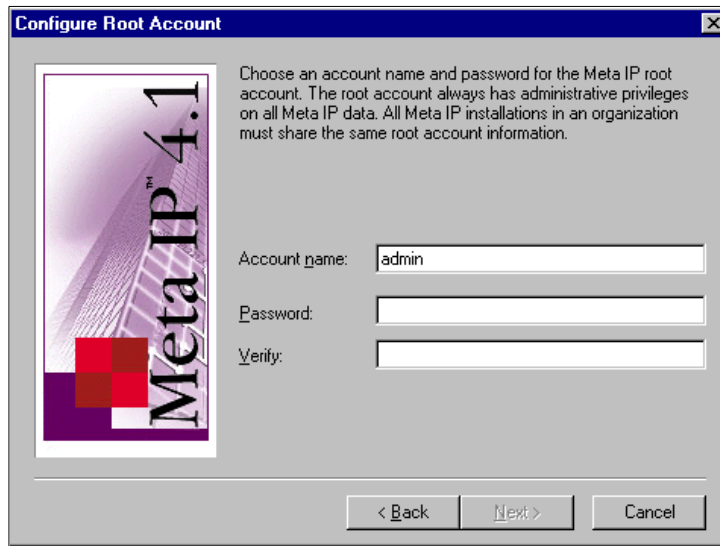 Configure Root Account
Meta IP™ 4.1
Choose an account name and password for the Meta IP root
account. The root account always has administrative privileges
on all Meta IP data. All Meta IP installations in an organization
must share the same root account information.
Account name: admin
Password:
Verify:
< Back Next > Cancel